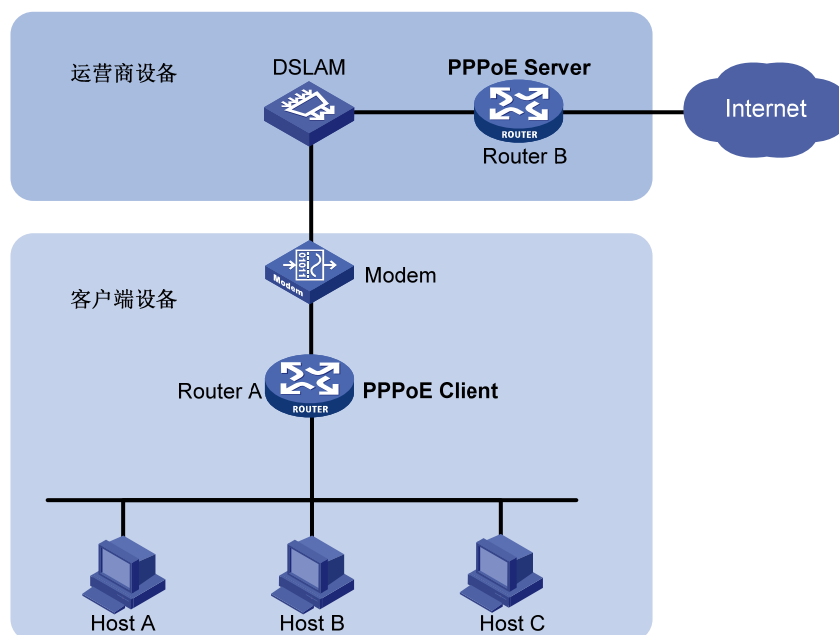 运营商设备
DSLAM
PPPoE Server
ROUTER
Router B
Internet
客户端设备
01011
Modem
Modem
Router A
ROUTER
PPPoE Client
Host A
Host B
Host C